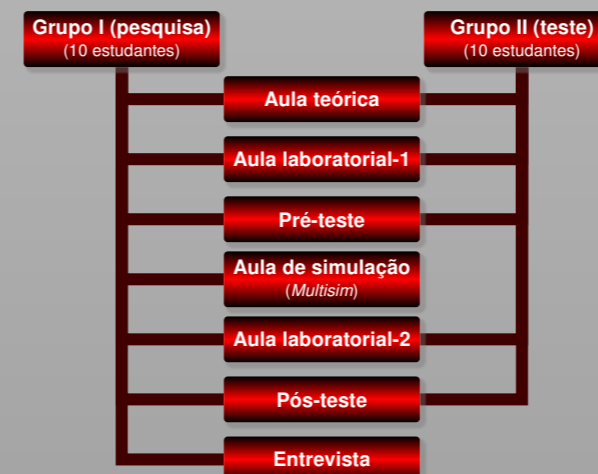 Grupo I (pesquisa)
(10 estudantes)
Grupo II (teste)
(10 estudantes)
Aula teórica
Aula laboratorial-1
Pré-teste
Aula de simulação
(Multisim)
Aula laboratorial-2
Pós-teste
Entrevista